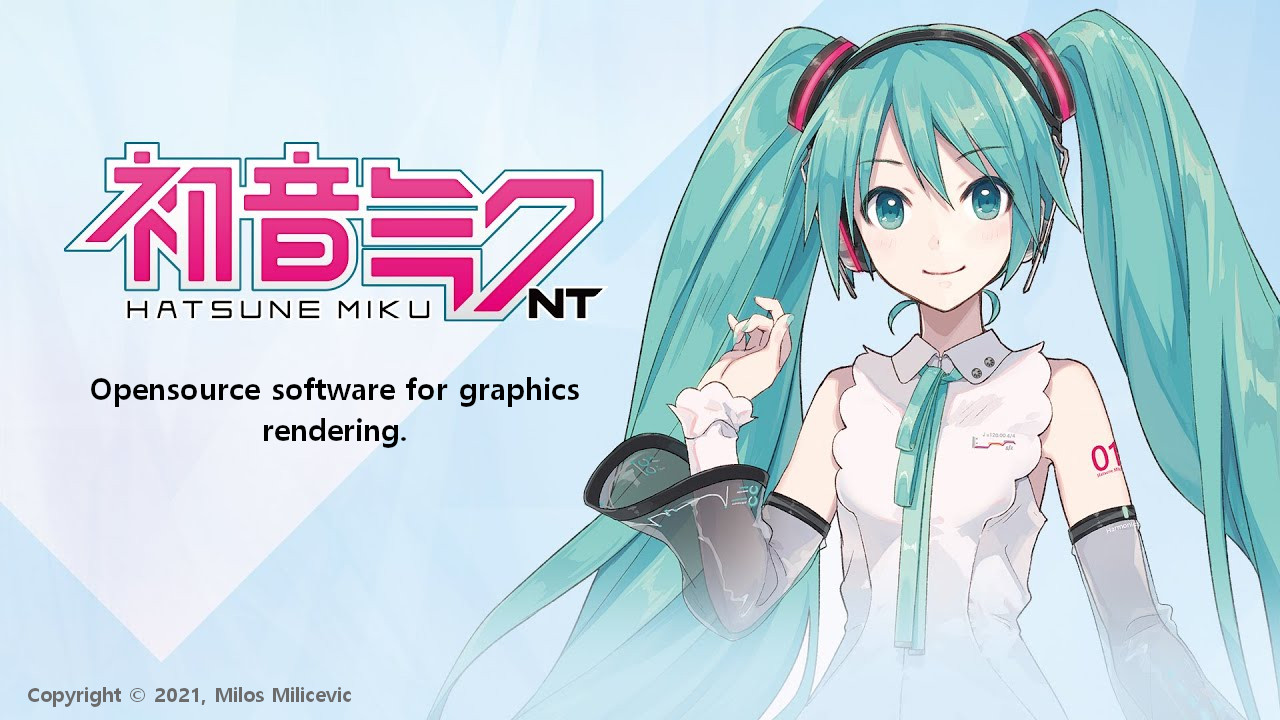 初音ミク
HATSUNE MIKU NT
Opensource software for graphics
rendering.
01
Copyright © 2021, Milos Milicevic